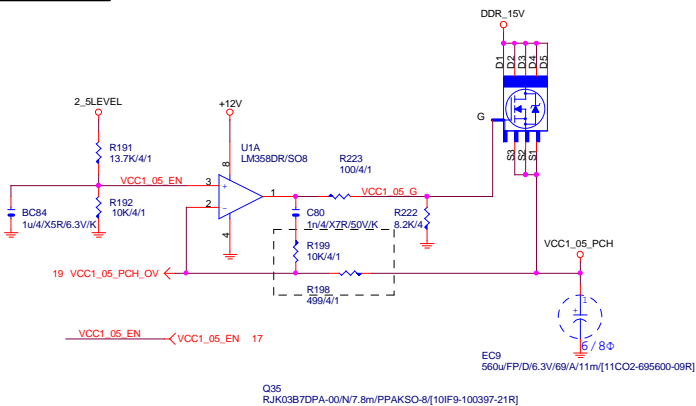 DDR_15V
D1
D2
D3
D4
D5
G
S3
S2
S1
2_5LEVEL
+12V
R191
13.7K/4/1
U1A
LM358DR/SO8
8
R223
100/4/1
VCC1_05_EN
3
+
1
VCC1_05_G
2
-
4
BC84
1u/4/X5R/6.3V/K
R192
10K/4/1
C80
1n/4/X7R/50V/K
R222
8.2K/4
R199
10K/4/1
VCC1_05_PCH
19 VCC1_05_PCH_OV
R198
499/4/1
+
6/8Φ
VCC1_05_EN
VCC1_05_EN 17
EC9
560u/FP/D/6.3V/69/A/11m/[11CO2-695600-09R]
Q35
RJK03B7DPA-00/N/7.8m/PPAKSO-8/[10IF9-100397-21R]